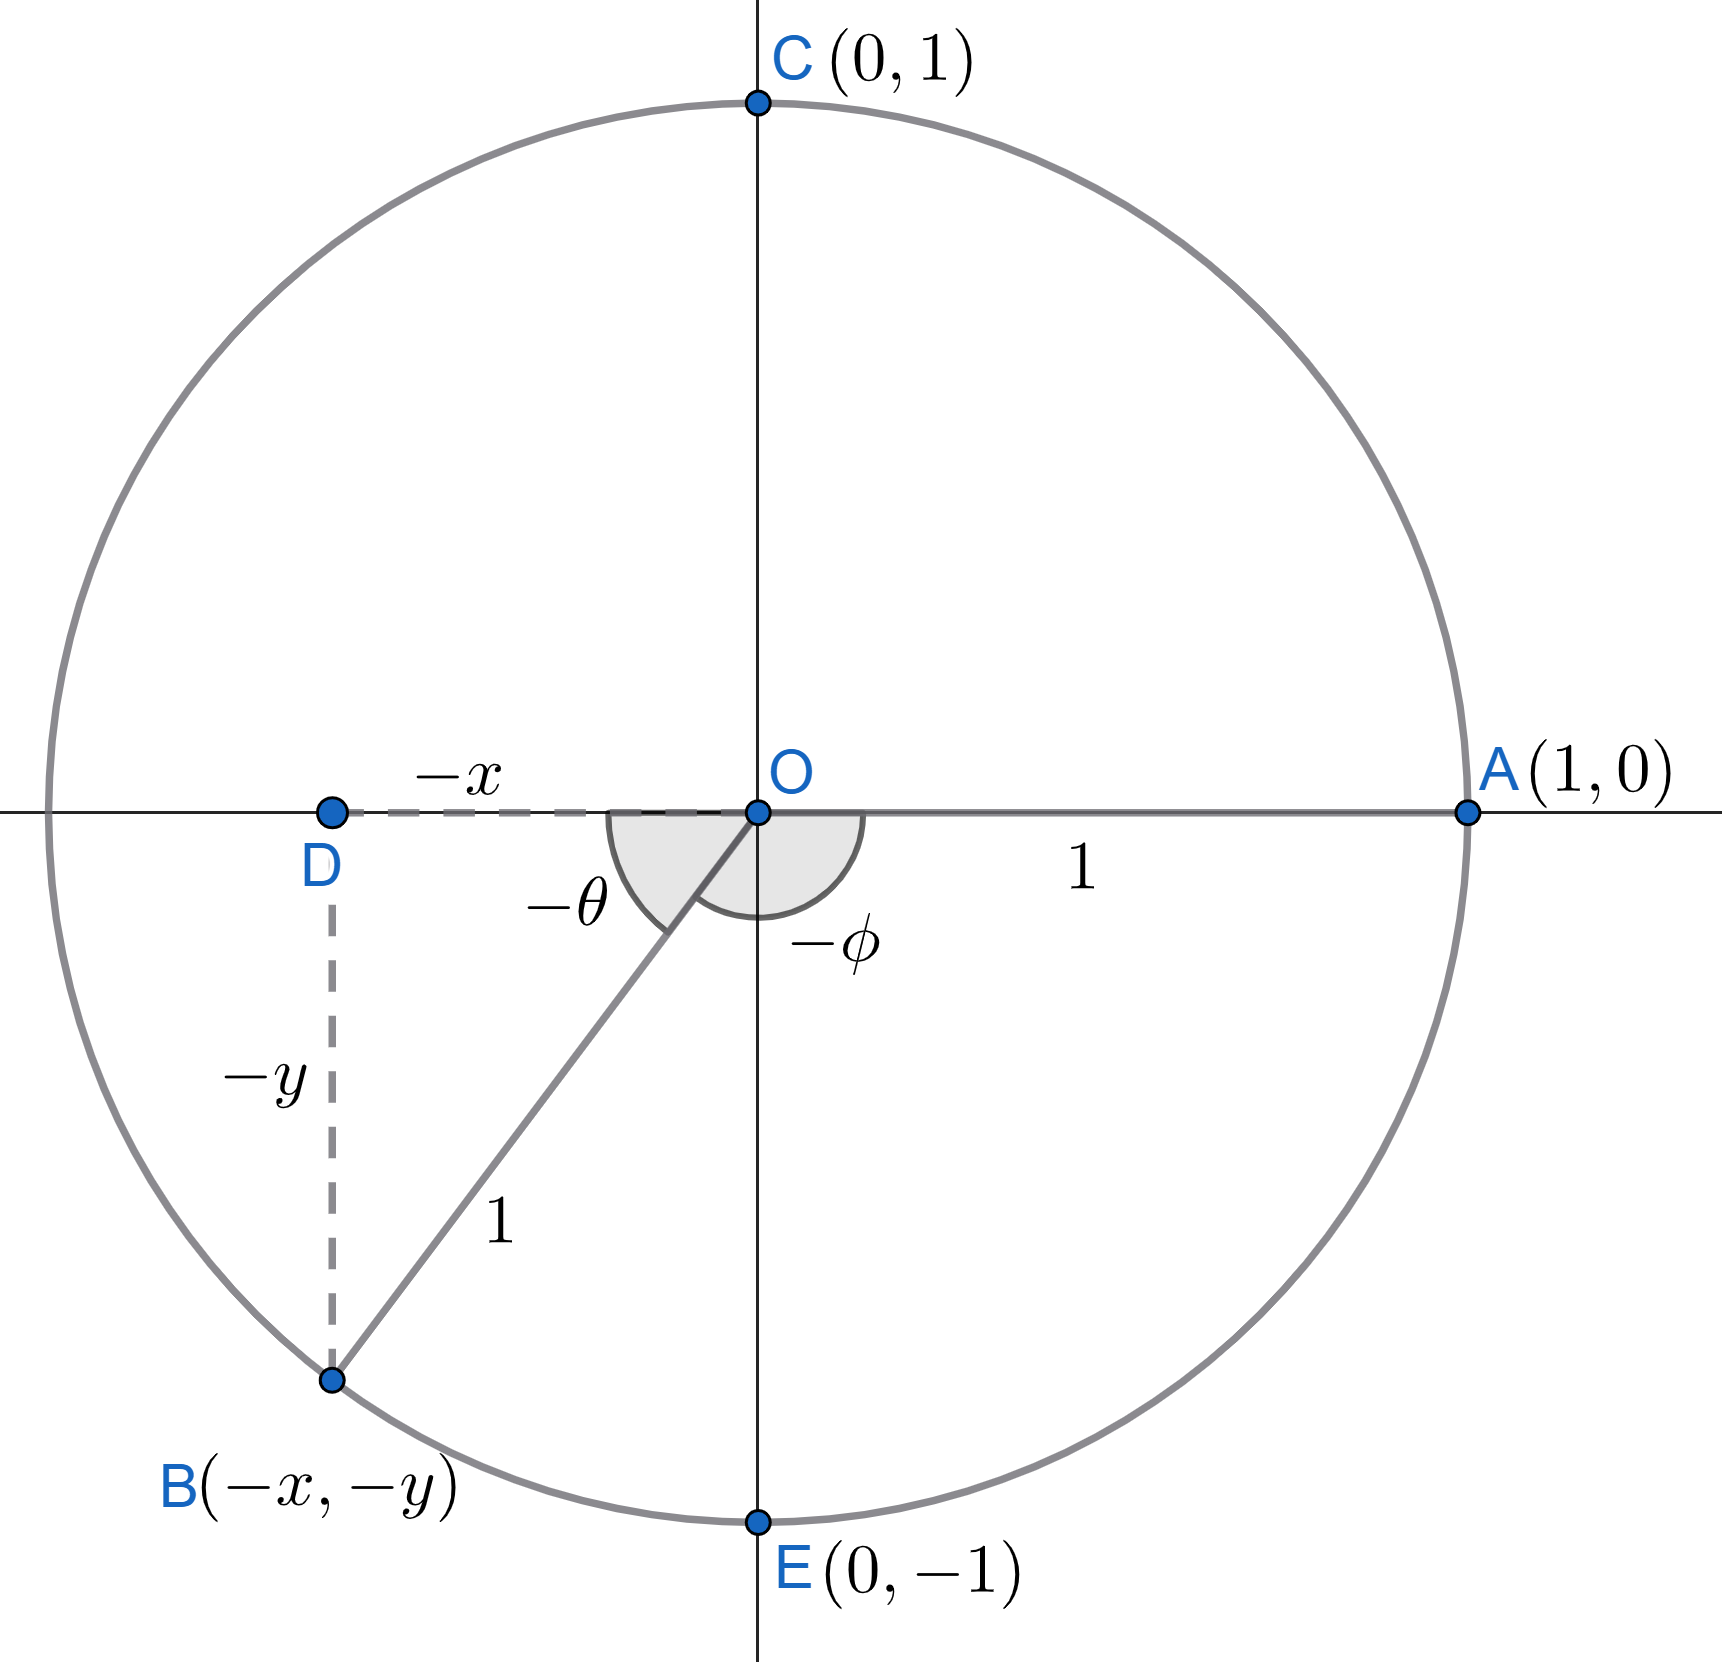 C (0, 1)
−x
O
A (1, 0)
D
1
−θ
−ϕ
−y
1
B(−x, −y)
E (0, −1)